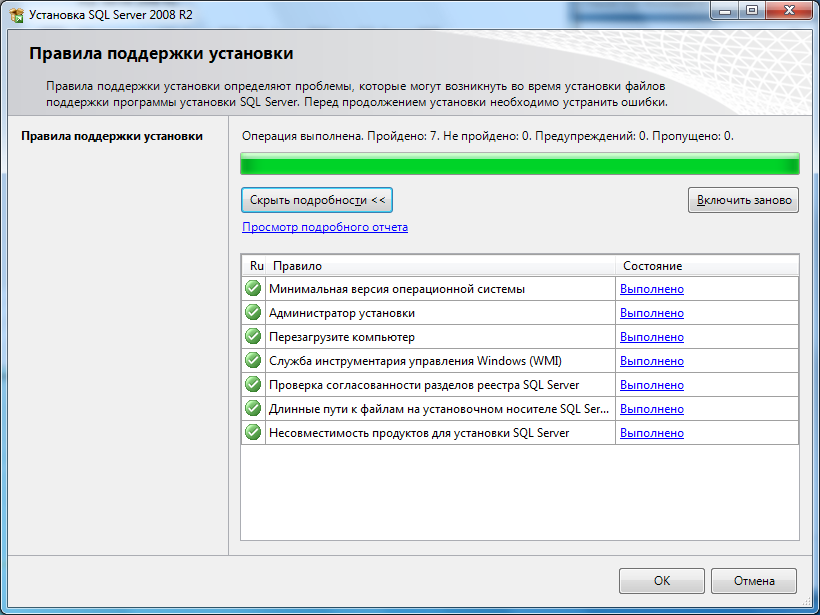 Установка SQL Server 2008 R2
Правила поддержки установки
Правила поддержки установки определяют проблемы, которые могут возникнуть во время установки файлов
поддержки программы установки SQL Server. Перед продолжением установки необходимо устранить ошибки.
Правила поддержки установки
Операция выполнена. Пройдено: 7. Не пройдено: 0. Предупреждений: 0. Пропущено: 0.
Скрыть подробности <<
Включить заново
Просмотр подробного отчета
Ru Правило Состояние
Минимальная версия операционной системы Выполнено
Администратор установки Выполнено
Перезагрузите компьютер Выполнено
Служба инструментария управления Windows (WMI) Выполнено
Проверка согласованности разделов реестра SQL Server Выполнено
Длинные пути к файлам на установочном носителе SQL Ser... Выполнено
Несовместимость продуктов для установки SQL Server Выполнено
OK
Отмена